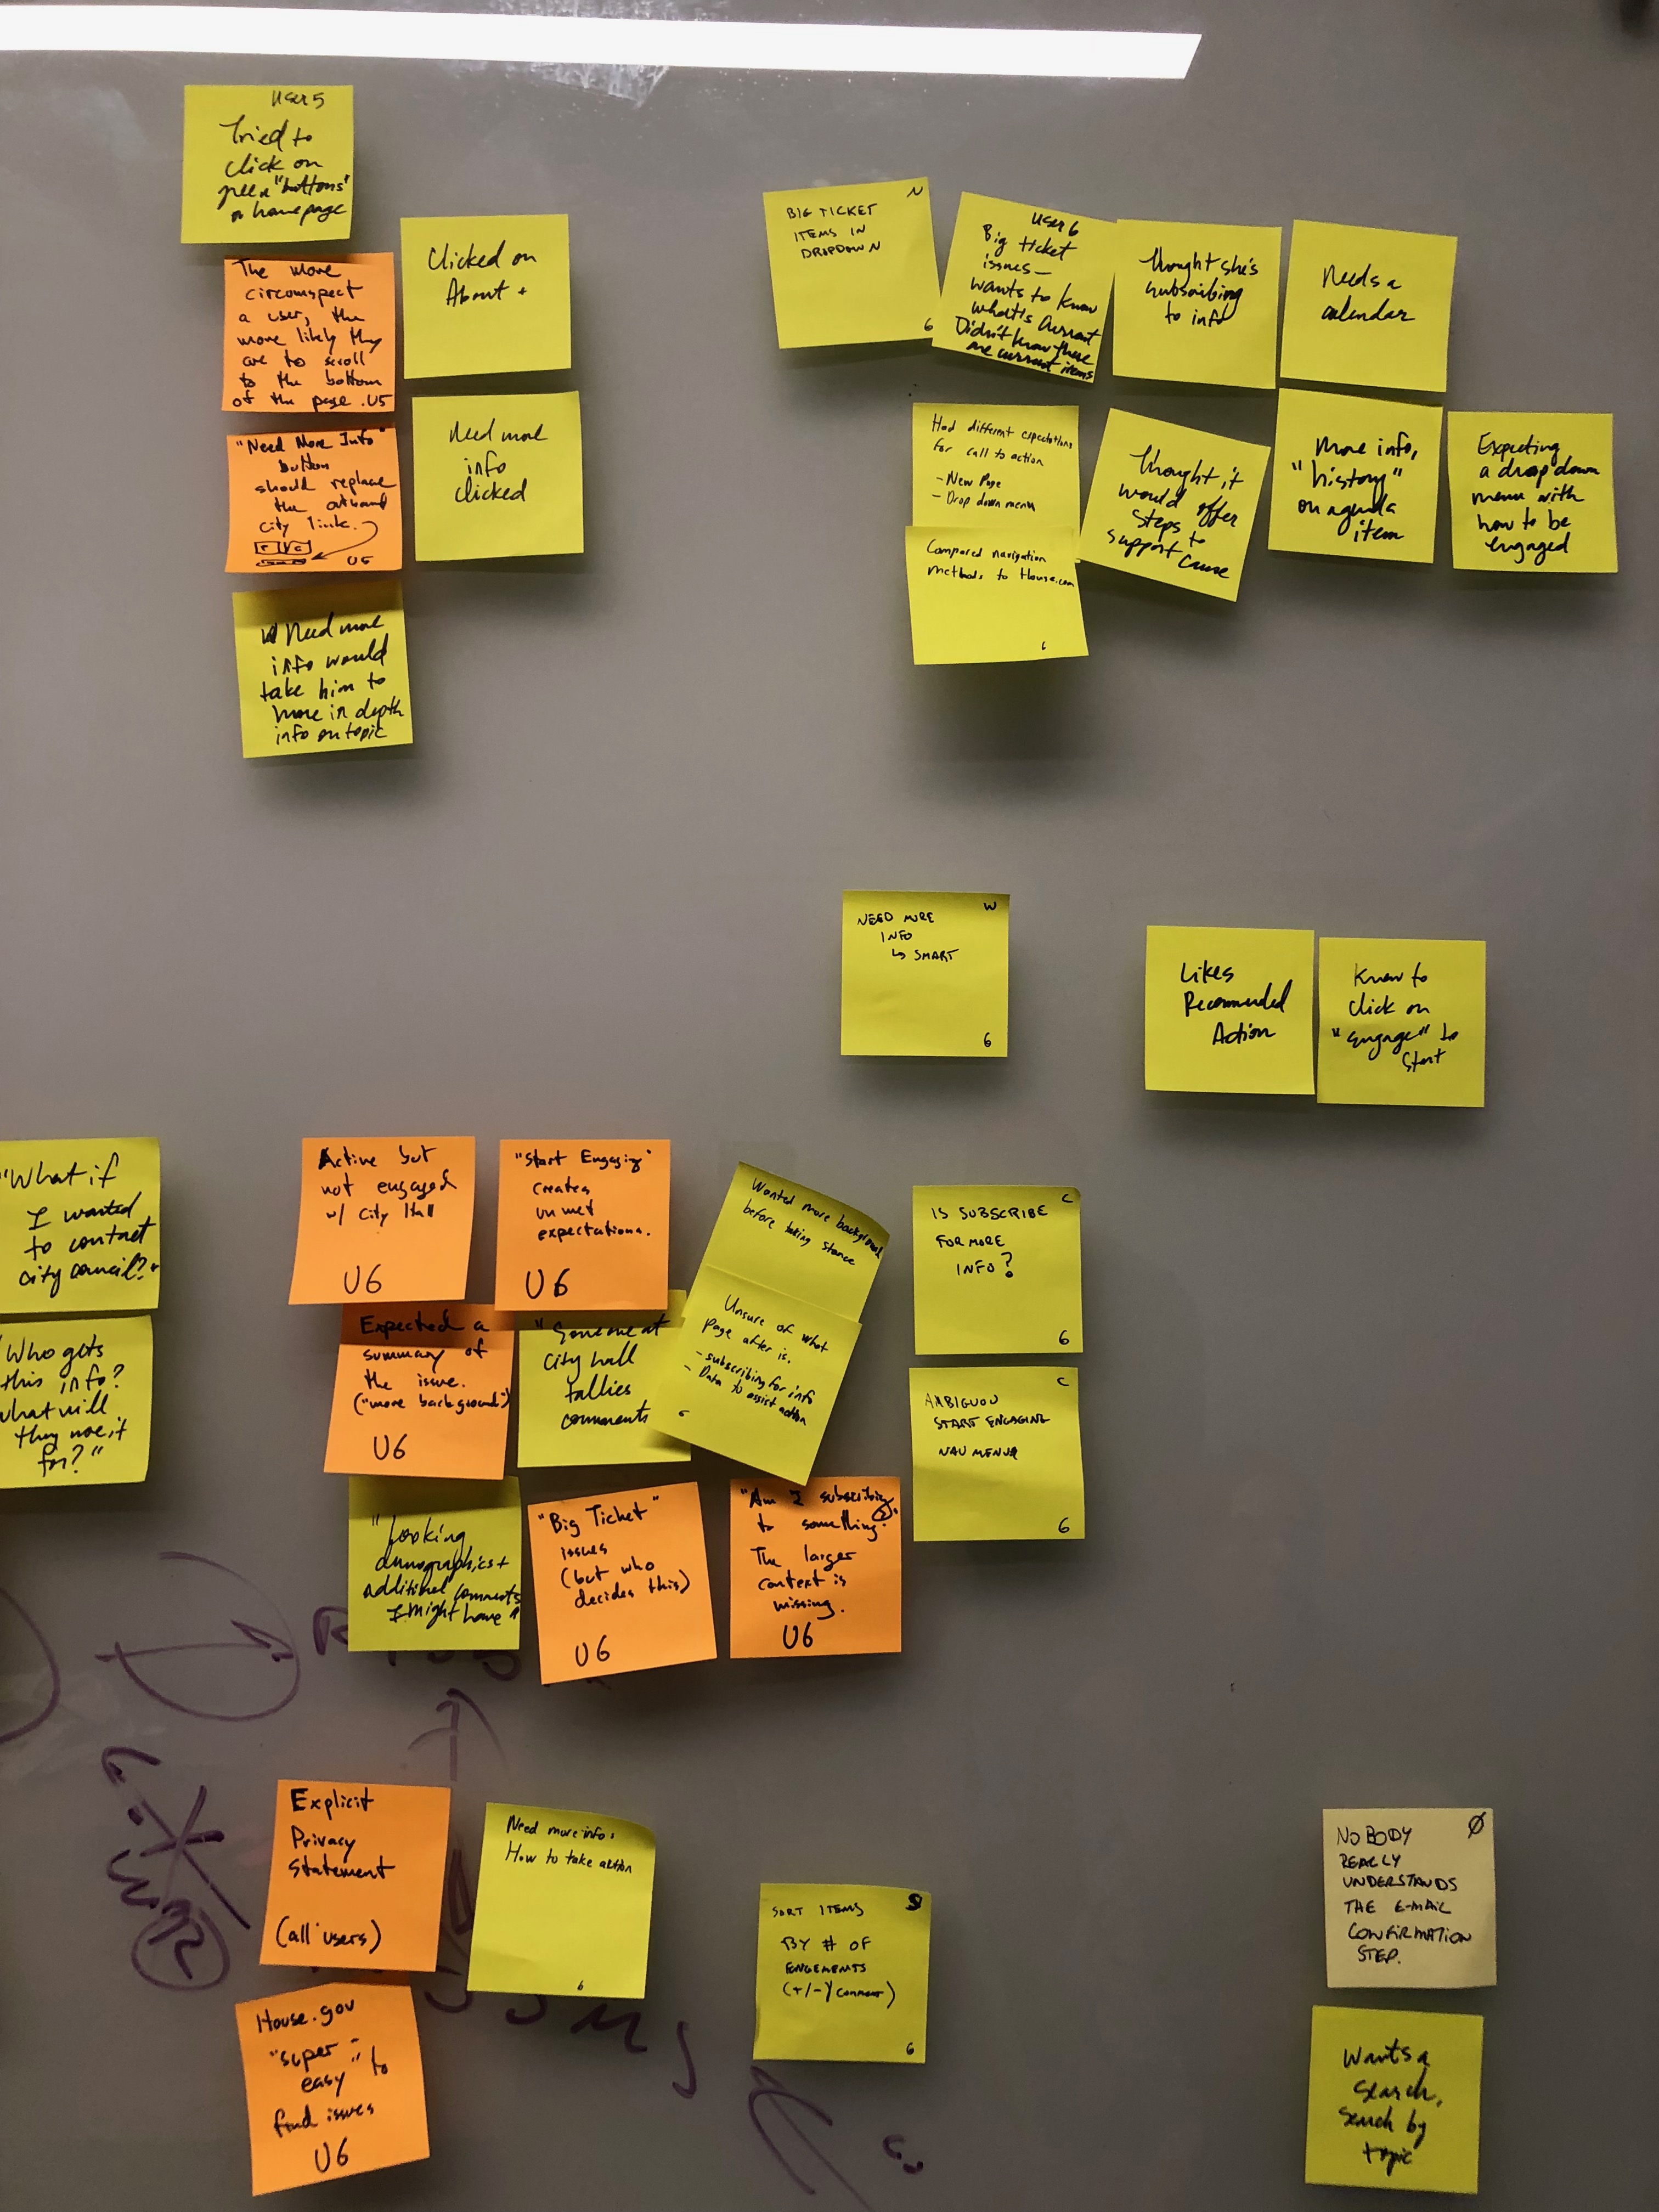 User 5
Tried to
click on
green "buttons"
on homepage
The more
circumspect
a user, the
more likely they
are to scroll
to the bottom
of the page. U5
Clicked on
About +
"Need More Info"
button
should replace
the outbound
city link.
U5
Need more
info
clicked
Need more
info would
take him to
more in depth
info on topic
N
BIG TICKET
ITEMS IN
DROPDOWN
6
User 6
Big ticket
issues—
wants to know
what's current
Didn't know these
are current items
Thought she's
subscribing
to info
Needs a
calendar
Had different expectations
for call to action
- New Page
- Drop down menu
Compared navigation
methods to House.com
6
Thought it
would offer
steps to
support cause
More info,
"history"
on agenda
item
Expecting
a drop down
menu with
how to be
engaged
W
NEED MORE
INFO
↳ SMART
6
Likes
Recommended
Action
Knew to
click on
"engage" to
start
"What if
I wanted
to contact
city council?"
"Who gets
this info?
What will
they use it
for?"
Active but
not engaged
w/ City Hall
U6
"Start Engaging"
creates
unmet
expectations.
U6
Wanted more background
before taking stance
Unsure of what
page after is.
- subscribing for info
- Data to assist action
6
C
IS SUBSCRIBE
FOR MORE
INFO?
6
Expected a
summary of
the issue.
("more background")
U6
"Someone at
city hall
tallies
comments
C
AMBIGUOU
START ENGAGING
NAV MENU
6
"Looking
demographics +
additional comments
I might have"
"Big Ticket"
issues
(but who
decides this)
U6
"Am I subscribing
to something?"
The larger
context is
missing.
U6
Explicit
Privacy
Statement
(all users)
Need more info:
How to take action
6
SORT ITEMS
BY # OF
ENGEMENTS
(+/-/comment)
6
House.gov
"super-
easy" to
find issues
U6
Ø
NOBODY
REALLY
UNDERSTANDS
THE E-MAIL
CONFIRMATION
STEP.
Wants a
search,
search by
topic